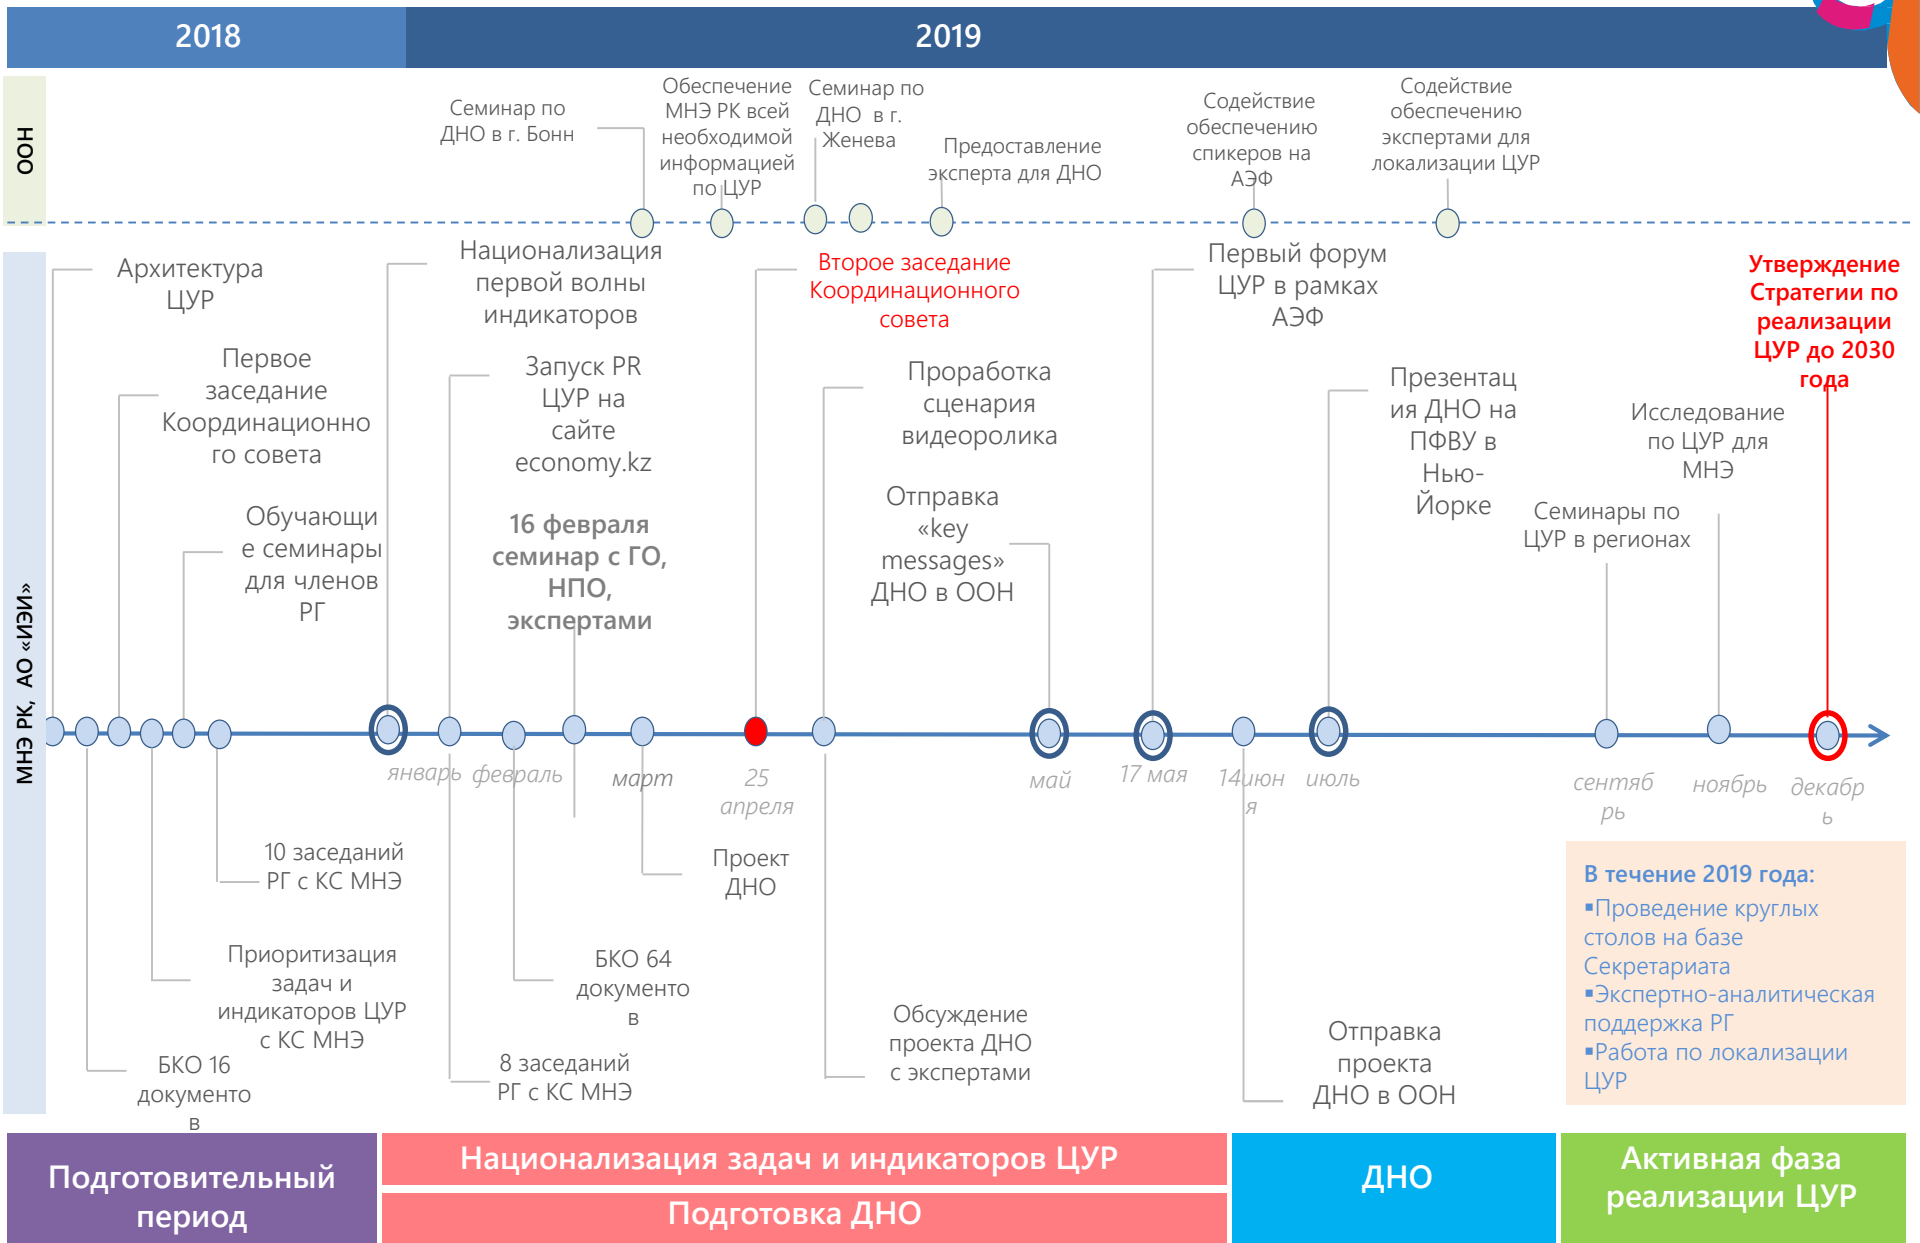 2018
2019
ООН
Семинар по
ДНО в г. Бонн
Обеспечение
МНЭ РК всей
необходимой
информацией
по ЦУР
Семинар по
ДНО в г.
Женева
Предоставление
эксперта для ДНО
Содействие
обеспечению
спикеров на
АЭФ
Содействие
обеспечению
экспертами для
локализации ЦУР
МНЭ РК, АО «ИЭИ»
Архитектура
ЦУР
Первое
заседание
Координационно
го совета
Обучающи
е семинары
для членов
РГ
Национализация
первой волны
индикаторов
Запуск PR
ЦУР на
сайте
economy.kz
16 февраля
семинар с ГО,
НПО,
экспертами
Второе заседание
Координационного
совета
Проработка
сценария
видеоролика
Отправка
«key
messages»
ДНО в ООН
Первый форум
ЦУР в рамках
АЭФ
Презентац
ия ДНО на
ПФВУ в
Нью-
Йорке
Семинары по
ЦУР в регионах
Исследование
по ЦУР для
МНЭ
Утверждение
Стратегии по
реализации
ЦУР до 2030
года
январь
февраль
март
25
апреля
май
17 мая
14июн
я
июль
сентяб
рь
ноябрь
декабр
ь
10 заседаний
РГ с КС МНЭ
Приоритизация
задач и
индикаторов ЦУР
с КС МНЭ
БКО 16
документо
в
8 заседаний
РГ с КС МНЭ
БКО 64
документо
в
Проект
ДНО
Обсуждение
проекта ДНО
с экспертами
Отправка
проекта
ДНО в ООН
В течение 2019 года:
▪Проведение круглых
столов на базе
Секретариата
▪Экспертно-аналитическая
поддержка РГ
▪Работа по локализации
ЦУР
Подготовительный
период
Национализация задач и индикаторов ЦУР
Подготовка ДНО
ДНО
Активная фаза
реализации ЦУР